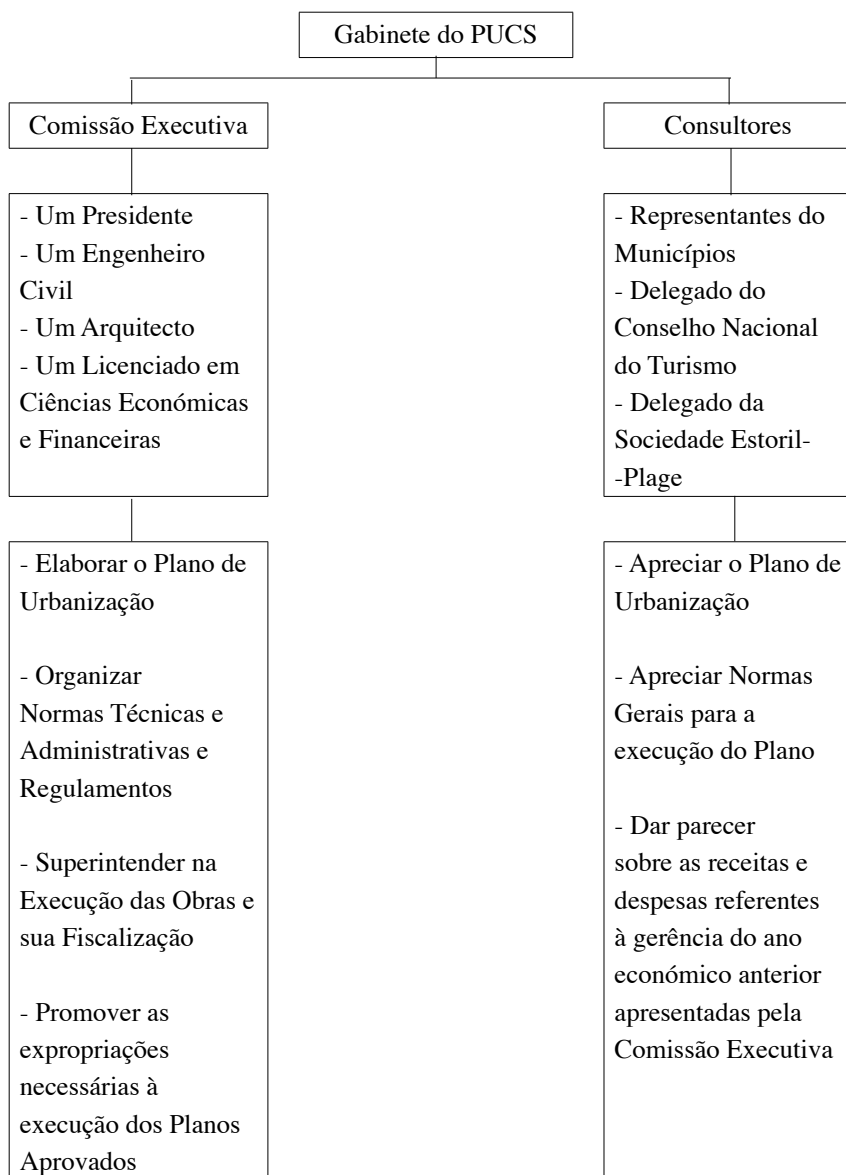 Gabinete do PUCS
Comissão Executiva
- Um Presidente
- Um Engenheiro
Civil
- Um Arquitecto
- Um Licenciado em
Ciências Económicas
e Financeiras
- Elaborar o Plano de
Urbanização
- Organizar
Normas Técnicas e
Administrativas e
Regulamentos
- Superintender na
Execução das Obras e
sua Fiscalização
- Promover as
expropriações
necessárias à
execução dos Planos
Aprovados
Consultores
- Representantes do
Municípios
- Delegado do
Conselho Nacional
do Turismo
- Delegado da
Sociedade Estoril-
-Plage
- Apreciar o Plano de
Urbanização
- Apreciar Normas
Gerais para a
execução do Plano
- Dar parecer
sobre as receitas e
despesas referentes
à gerência do ano
económico anterior
apresentadas pela
Comissão Executiva